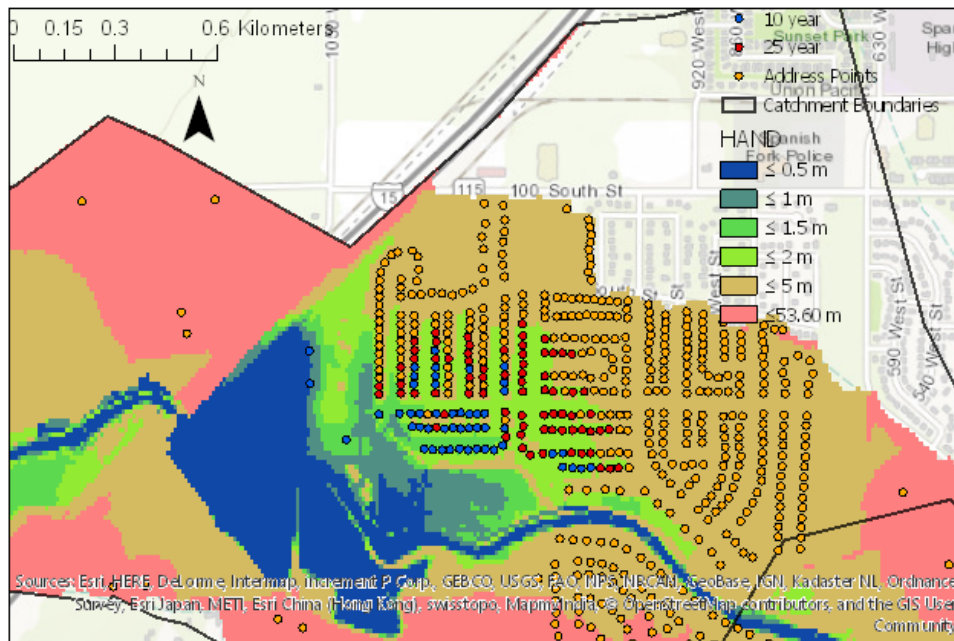 0 0.15 0.3 0.6 Kilometers
N
10 year
25 year
Address Points
Catchment Boundaries
HAND
≤ 0.5 m
≤ 1 m
≤ 1.5 m
≤ 2 m
≤ 5 m
≤53.60 m
920 West
630 West
Sunset Park
Union Pacific
Spanish
Fork Police
15
115
100 South St
590 West St
540 W St
Sources: Esri, HERE, DeLorme, Intermap, increment P Corp., GEBCO, USGS, FAO, NPS, NRCAN, GeoBase, IGN, Kadaster NL, Ordnance
Survey, Esri Japan, METI, Esri China (Hong Kong), swisstopo, MapmyIndia, © OpenStreetMap contributors, and the GIS User
Community